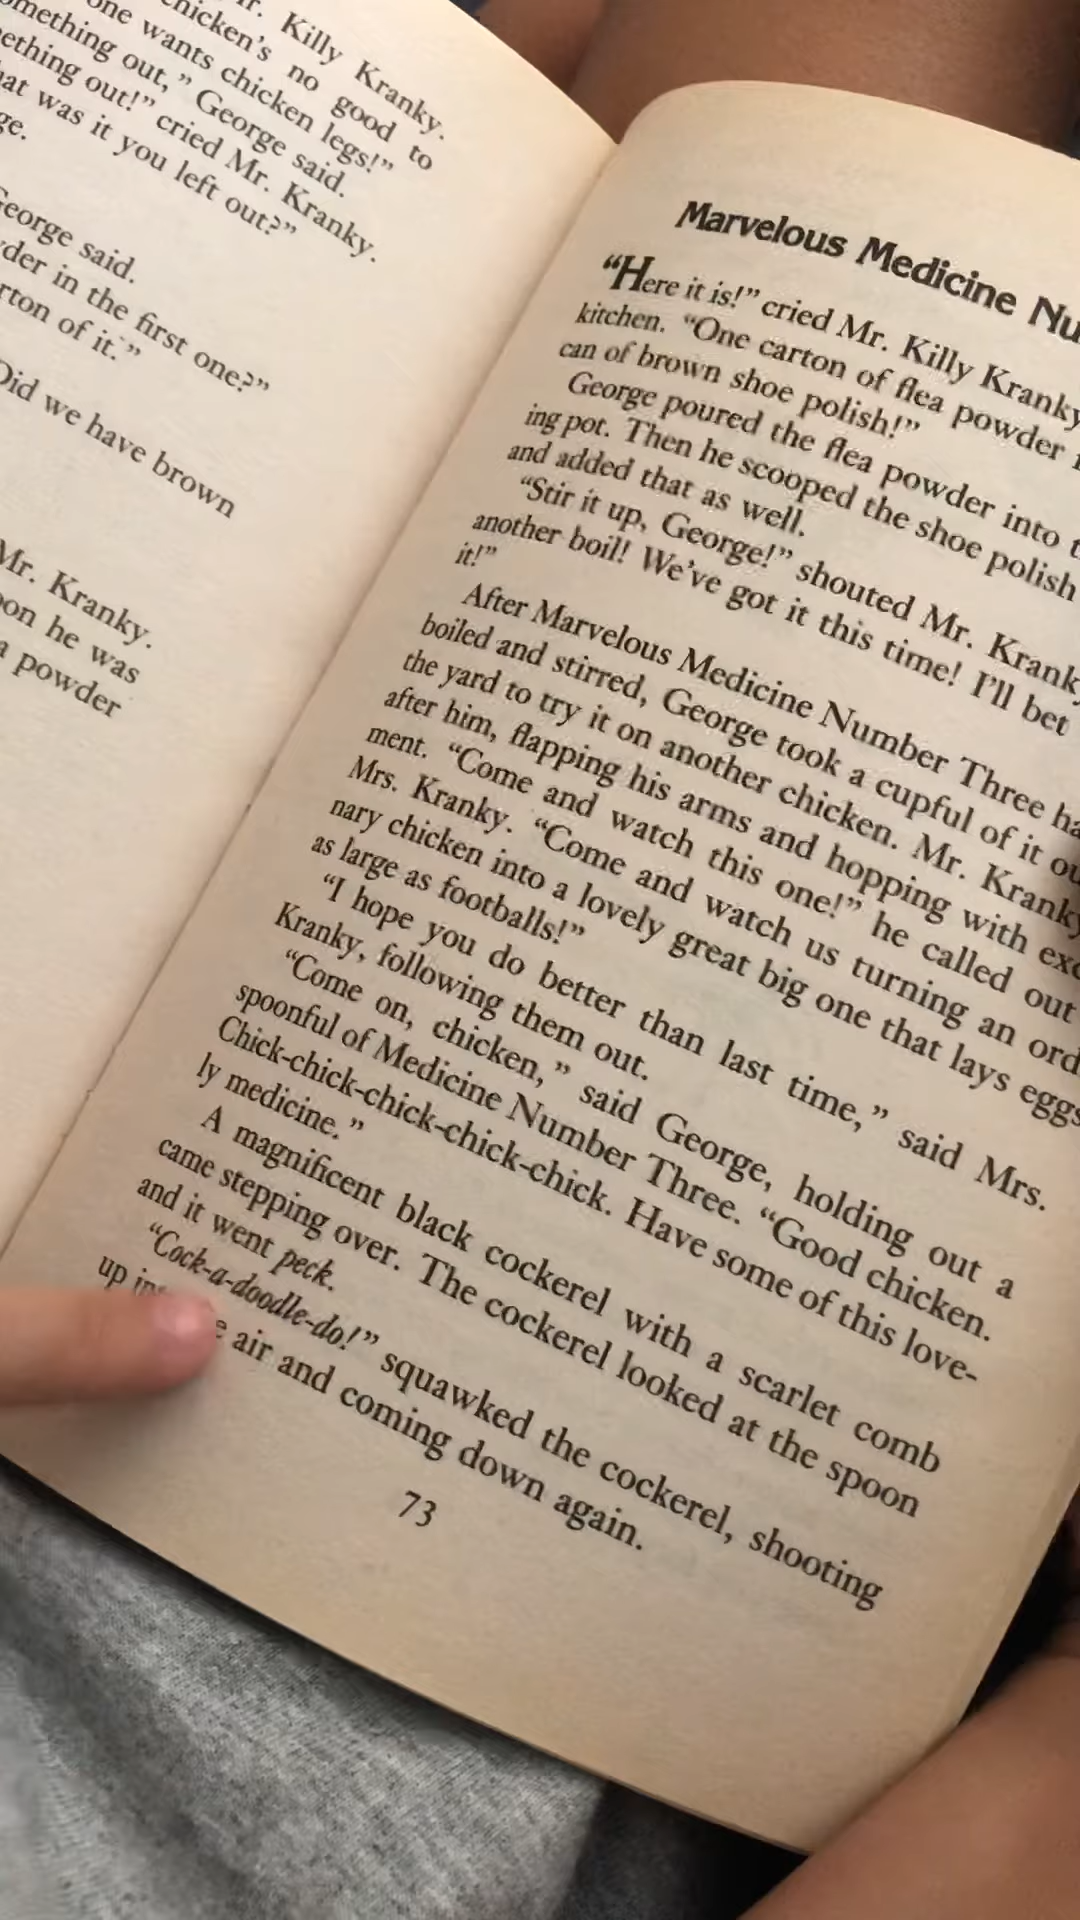 r. Killy Kranky.
chicken's no good to
one wants chicken legs!"
omething out," George said.
ething out!" cried Mr. Kranky.
hat was it you left out?"
ge.
George said.
der in the first one?"
rton of it."
Did we have brown
Mr. Kranky.
oon he was
a powder
Marvelous Medicine Nu
"Here it is!" cried Mr. Killy Kranky
kitchen. "One carton of flea powder
can of brown shoe polish!"
George poured the flea powder into t
ing pot. Then he scooped the shoe polish
and added that as well.
"Stir it up, George!" shouted Mr. Kranky
another boil! We've got it this time! I'll bet
it!"
After Marvelous Medicine Number Three ha
boiled and stirred, George took a cupful of it ou
the yard to try it on another chicken. Mr. Kranky
after him, flapping his arms and hopping with exc
ment. "Come and watch this one!" he called out
Mrs. Kranky. "Come and watch us turning an ord
nary chicken into a lovely great big one that lays eggs
as large as footballs!"
"I hope you do better than last time," said Mrs.
Kranky, following them out.
"Come on, chicken," said George, holding out a
spoonful of Medicine Number Three. "Good chicken.
Chick-chick-chick-chick-chick. Have some of this love-
ly medicine."
A magnificent black cockerel with a scarlet comb
came stepping over. The cockerel looked at the spoon
and it went peck.
"Cock-a-doodle-do!" squawked the cockerel, shooting
up in e air and coming down again.
73